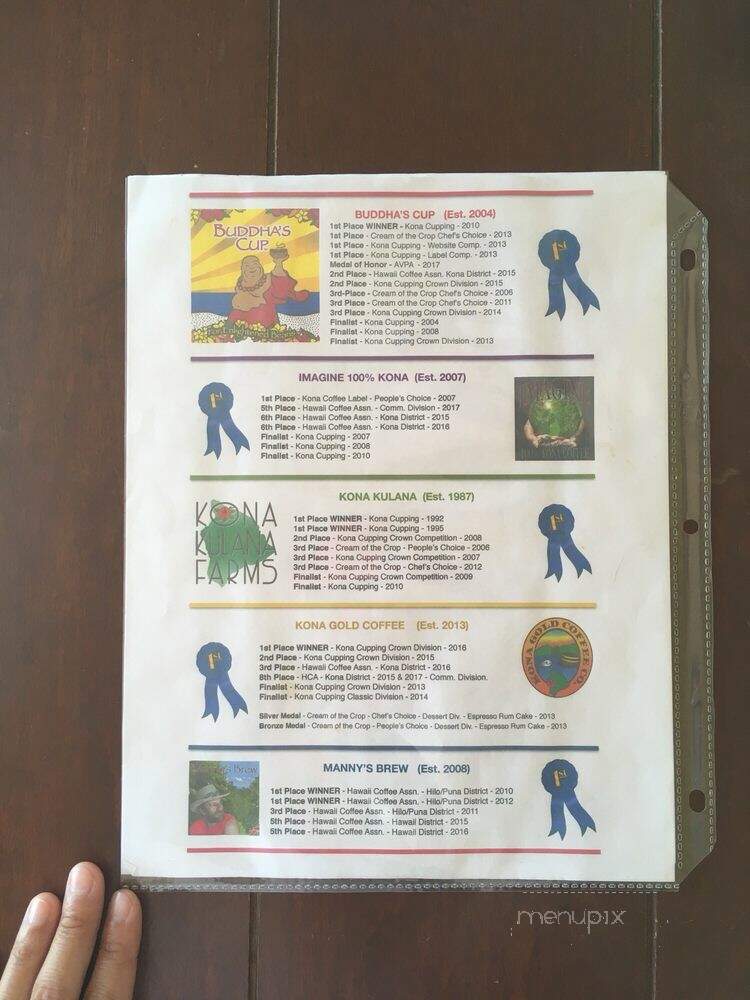 BUDDHA'S CUP (Est. 2004)
BUDDHA'S
CUP
For Enlightened Beans
1st Place WINNER - Kona Cupping - 2010
1st Place - Cream of the Crop Chef's Choice - 2013
1st Place - Kona Cupping - Website Comp. - 2013
1st Place - Kona Cupping - Label Comp. - 2013
Medal of Honor - AVPA - 2017
2nd Place - Hawaii Coffee Assn. Kona District - 2015
2nd Place - Kona Cupping Crown Division - 2015
3rd-Place - Cream of the Crop Chef's Choice - 2006
3rd Place - Cream of the Crop Chef's Choice - 2011
3rd Place - Kona Cupping Crown Division - 2014
Finalist - Kona Cupping - 2004
Finalist - Kona Cupping - 2008
Finalist - Kona Cupping Crown Division - 2013
1st
IMAGINE 100% KONA (Est. 2007)
1st
1st Place - Kona Coffee Label - People's Choice - 2007
5th Place - Hawaii Coffee Assn. - Comm. Division - 2017
6th Place - Hawaii Coffee Assn. - Kona District - 2015
6th Place - Hawaii Coffee Assn. - Kona District - 2016
Finalist - Kona Cupping - 2007
Finalist - Kona Cupping - 2008
Finalist - Kona Cupping - 2010
KONA KULANA (Est. 1987)
KONA
KULANA
FARMS
1st Place WINNER - Kona Cupping - 1992
1st Place WINNER - Kona Cupping - 1995
2nd Place - Kona Cupping Crown Competition - 2008
3rd Place - Cream of the Crop - People's Choice - 2006
3rd Place - Kona Cupping Crown Competition - 2007
3rd Place - Cream of the Crop - Chef's Choice - 2012
Finalist - Kona Cupping Crown Competition - 2009
Finalist - Kona Cupping - 2010
1st
KONA GOLD COFFEE (Est. 2013)
1st
1st Place WINNER - Kona Cupping Crown Division - 2016
2nd Place - Kona Cupping Crown Division - 2015
3rd Place - Hawaii Coffee Assn. - Kona District - 2016
8th Place - HCA - Kona District - 2015 & 2017 - Comm. Division.
Finalist - Kona Cupping Crown Division - 2013
Finalist - Kona Cupping Classic Division - 2014
Silver Medal - Cream of the Crop - Chef's Choice - Dessert Div. - Espresso Rum Cake - 2013
Bronze Medal - Cream of the Crop - People's Choice - Dessert Div. - Espresso Rum Cake - 2013
KONA GOLD COFFEE CO.
MANNY'S BREW (Est. 2008)
Brew
1st Place WINNER - Hawaii Coffee Assn. - Hilo/Puna District - 2010
1st Place WINNER - Hawaii Coffee Assn. - Hilo/Puna District - 2012
3rd Place - Hawaii Coffee Assn. - Hilo/Puna District - 2011
5th Place - Hawaii Coffee Assn. - Hawaii District - 2015
5th Place - Hawaii Coffee Assn. - Hawaii District - 2016
1st
menupix